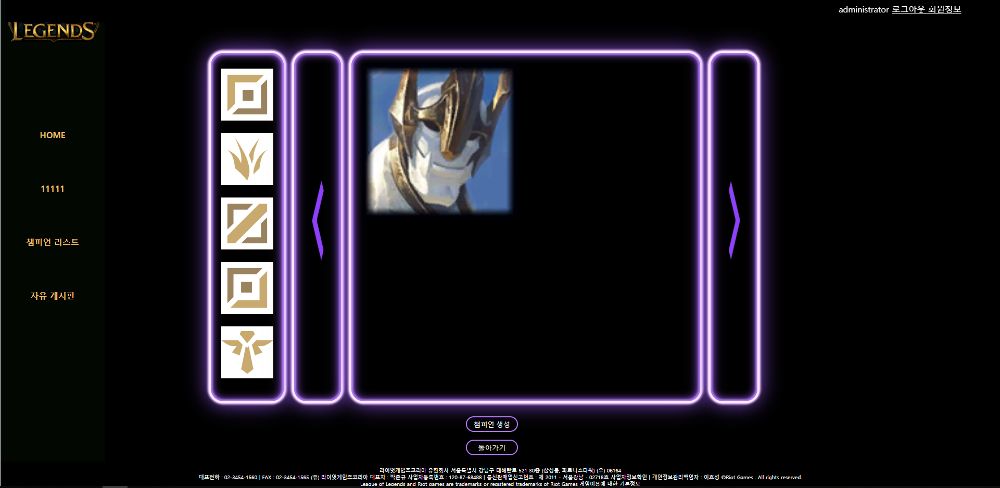 administrator 로그아웃 회원정보
LEGENDS
HOME
11111
챔피언 리스트
자유 게시판
챔피언 생성
돌아가기
라이엇게임즈코리아 유한회사 서울특별시 강남구 테헤란로 521 30층 (삼성동, 파르나스타워) (우) 06164
대표전화 : 02-3454-1560 | FAX : 02-3454-1565 (유) 라이엇게임즈코리아 대표자 : 박준규 사업자등록번호 : 120-87-68488 | 통신판매업신고번호 : 제 2011 - 서울강남 - 02718호 사업자정보확인 | 개인정보관리책임자 : 이효성 ©Riot Games . All rights reserved.
League of Legends and Riot games are trademarks or registered trademarks of Riot Games 게임이용에 대한 기본정보